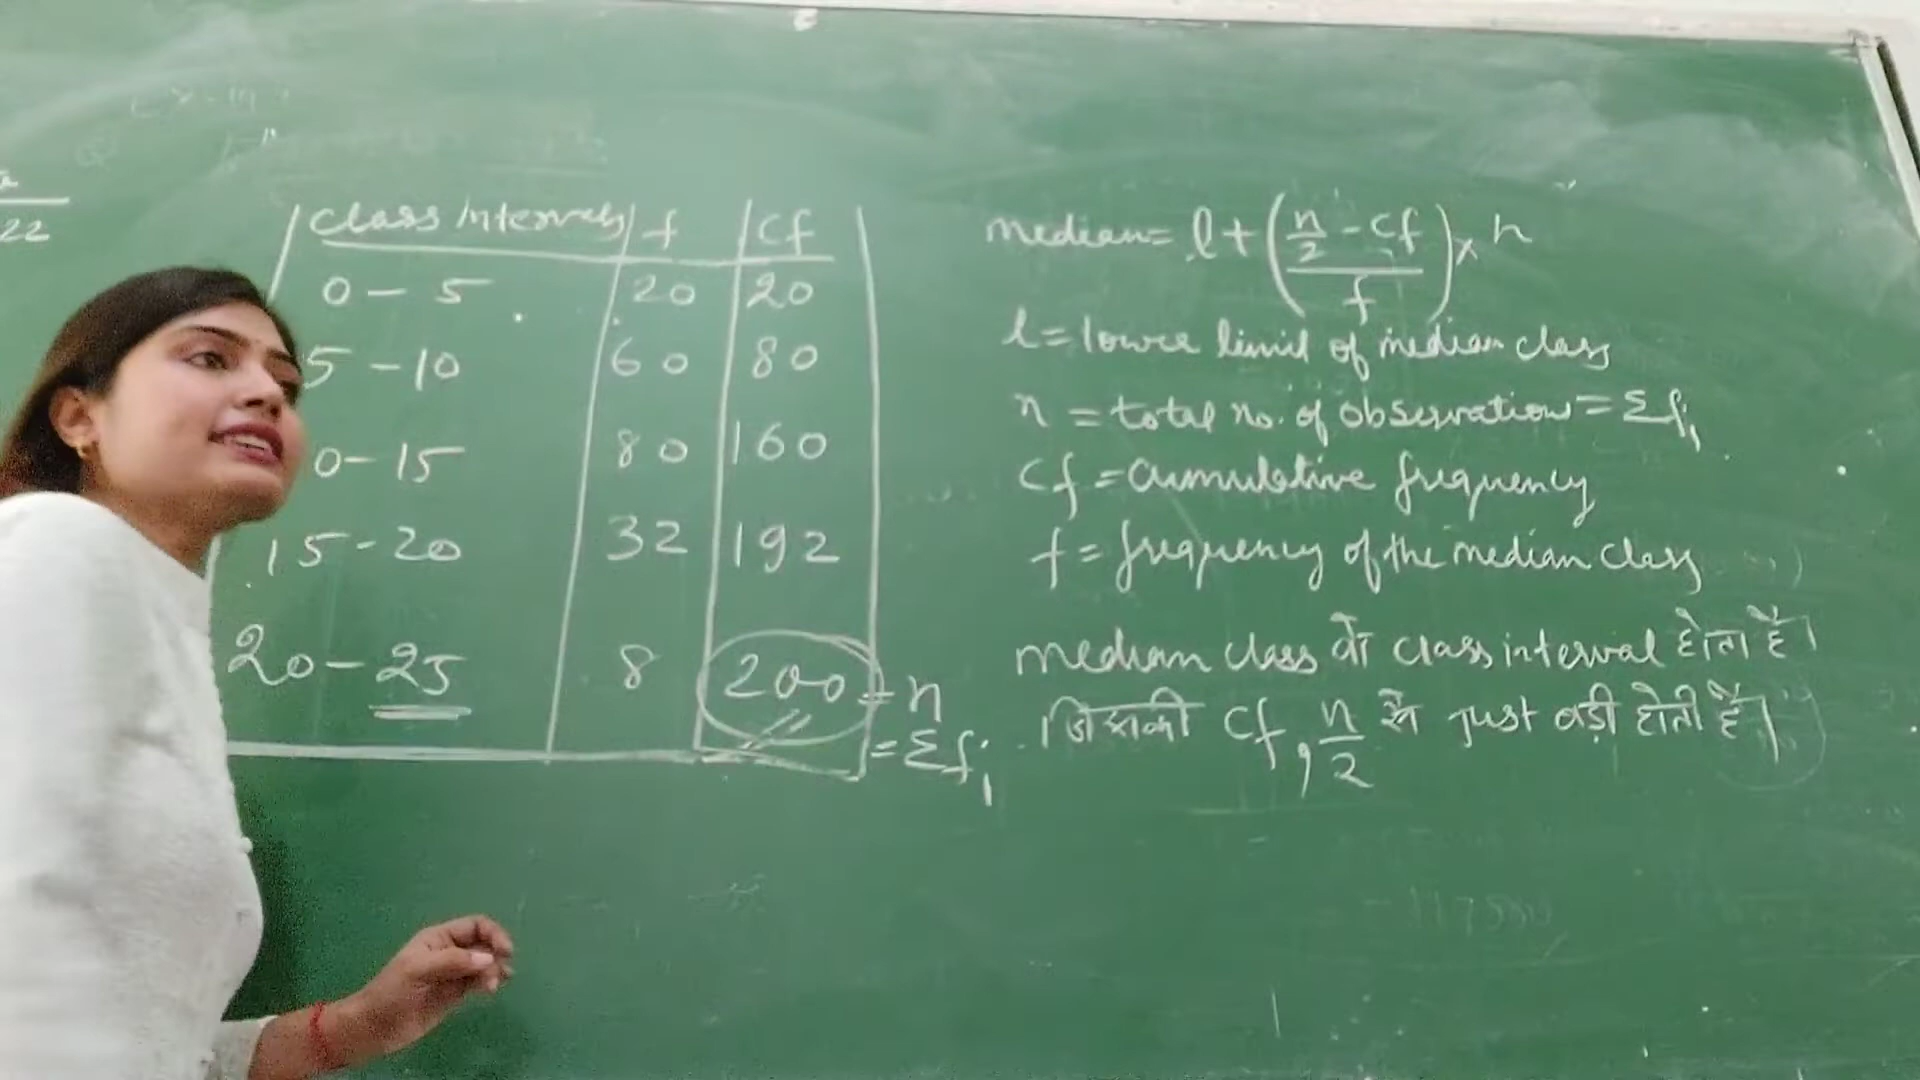 22
Class Intervals f cf
0 - 5 20 20
5 - 10 60 80
0 - 15 80 160
15 - 20 32 192
20 - 25 8 200 = n
= Σfi
median = l + ( (n/2 - cf) / f ) × h
l = lower limit of median class
n = total no. of observations = Σfi
cf = cumulative frequency
f = frequency of the median class
median class वो class interval होता है।
जिसकी cf, n/2 से just बड़ी होती है।